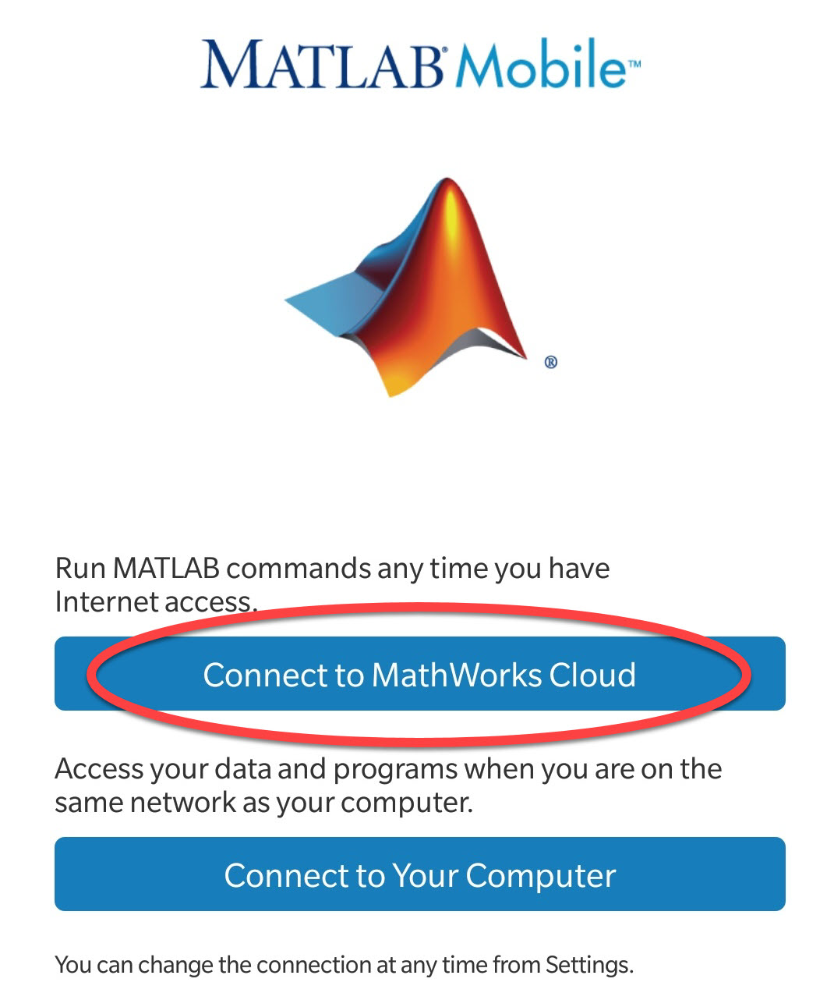 MATLAB® Mobile™
®
Run MATLAB commands any time you have
Internet access.
Connect to MathWorks Cloud
Access your data and programs when you are on the
same network as your computer.
Connect to Your Computer
You can change the connection at any time from Settings.